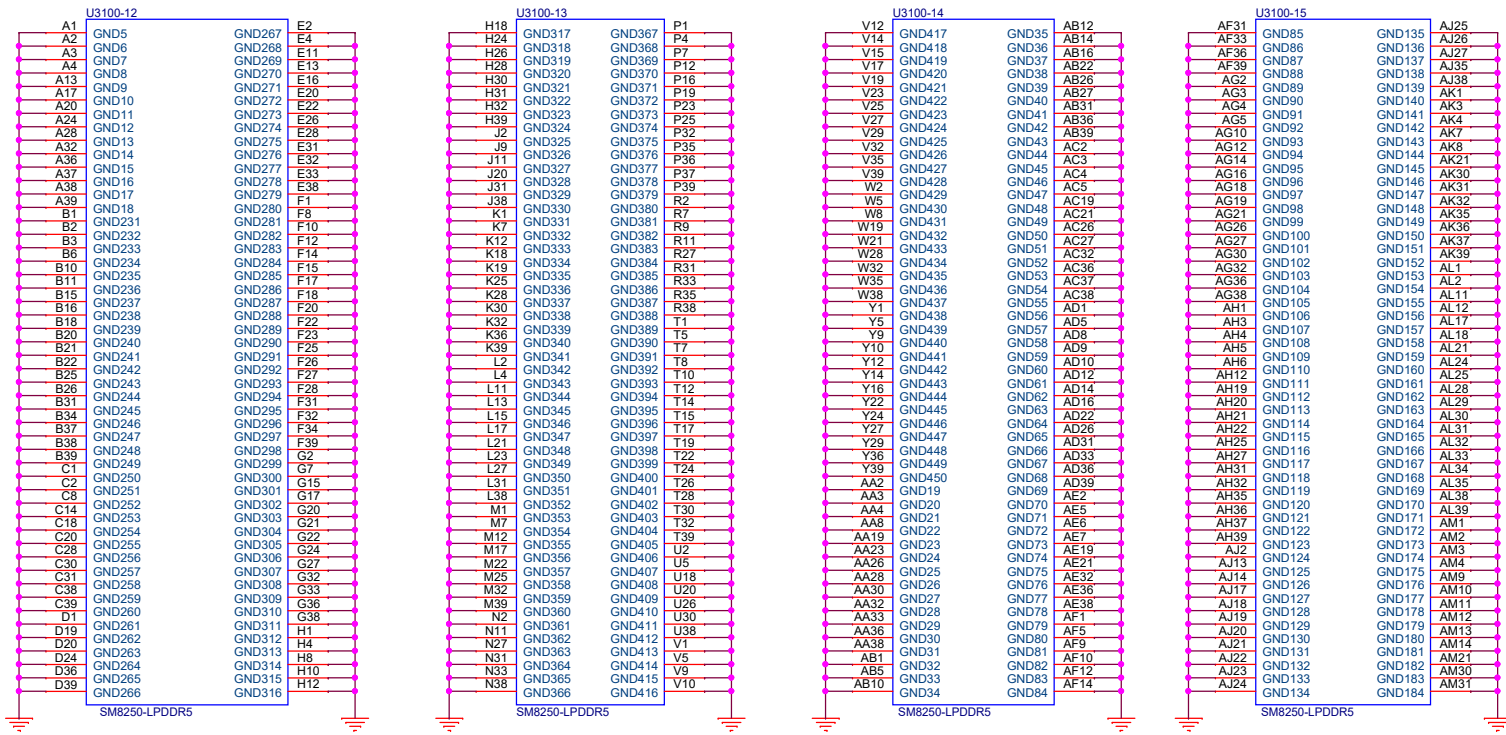 U3100-12
A1 GND5 GND267 E2
A2 GND6 GND268 E4
A3 GND7 GND269 E11
A4 GND8 GND270 E13
A13 GND9 GND271 E16
A17 GND10 GND272 E20
A20 GND11 GND273 E22
A24 GND12 GND274 E26
A28 GND13 GND275 E28
A32 GND14 GND276 E31
A36 GND15 GND277 E32
A37 GND16 GND278 E33
A38 GND17 GND279 E38
A39 GND18 GND280 F1
B1 GND231 GND281 F8
B2 GND232 GND282 F10
B3 GND233 GND283 F12
B6 GND234 GND284 F14
B10 GND235 GND285 F15
B11 GND236 GND286 F17
B15 GND237 GND287 F18
B16 GND238 GND288 F20
B18 GND239 GND289 F22
B20 GND240 GND290 F23
B21 GND241 GND291 F25
B22 GND242 GND292 F26
B25 GND243 GND293 F27
B26 GND244 GND294 F28
B31 GND245 GND295 F31
B34 GND246 GND296 F32
B37 GND247 GND297 F34
B38 GND248 GND298 F39
B39 GND249 GND299 G2
C1 GND250 GND300 G7
C2 GND251 GND301 G15
C8 GND252 GND302 G17
C14 GND253 GND303 G20
C18 GND254 GND304 G21
C20 GND255 GND305 G22
C28 GND256 GND306 G24
C30 GND257 GND307 G27
C31 GND258 GND308 G32
C38 GND259 GND309 G33
C39 GND260 GND310 G36
D1 GND261 GND311 G38
D19 GND262 GND312 H1
D20 GND263 GND313 H4
D24 GND264 GND314 H8
D36 GND265 GND315 H10
D39 GND266 GND316 H12
SM8250-LPDDR5
U3100-13
H18 GND317 GND367 P1
H24 GND318 GND368 P4
H26 GND319 GND369 P7
H28 GND320 GND370 P12
H30 GND321 GND371 P16
H31 GND322 GND372 P19
H32 GND323 GND373 P23
H39 GND324 GND374 P25
J2 GND325 GND375 P32
J9 GND326 GND376 P35
J11 GND327 GND377 P36
J20 GND328 GND378 P37
J31 GND329 GND379 P39
J38 GND330 GND380 R2
K1 GND331 GND381 R7
K7 GND332 GND382 R9
K12 GND333 GND383 R11
K18 GND334 GND384 R27
K19 GND335 GND385 R31
K25 GND336 GND386 R33
K28 GND337 GND387 R35
K30 GND338 GND388 R38
K32 GND339 GND389 T1
K36 GND340 GND390 T5
K39 GND341 GND391 T7
L2 GND342 GND392 T8
L4 GND343 GND393 T10
L11 GND344 GND394 T12
L13 GND345 GND395 T14
L15 GND346 GND396 T15
L17 GND347 GND397 T17
L21 GND348 GND398 T19
L23 GND349 GND399 T22
L27 GND350 GND400 T24
L31 GND351 GND401 T26
L38 GND352 GND402 T28
M1 GND353 GND403 T30
M7 GND354 GND404 T32
M12 GND355 GND405 T39
M17 GND356 GND406 U2
M22 GND357 GND407 U5
M25 GND358 GND408 U18
M32 GND359 GND409 U20
M39 GND360 GND410 U26
N2 GND361 GND411 U30
N11 GND362 GND412 U38
N27 GND363 GND413 V1
N31 GND364 GND414 V5
N33 GND365 GND415 V9
N38 GND366 GND416 V10
SM8250-LPDDR5
U3100-14
V12 GND417 GND35 AB12
V14 GND418 GND36 AB14
V15 GND419 GND37 AB16
V17 GND420 GND38 AB22
V19 GND421 GND39 AB26
V23 GND422 GND40 AB27
V25 GND423 GND41 AB31
V27 GND424 GND42 AB36
V29 GND425 GND43 AB39
V32 GND426 GND44 AC2
V35 GND427 GND45 AC3
V39 GND428 GND46 AC4
W2 GND429 GND47 AC5
W5 GND430 GND48 AC19
W8 GND431 GND49 AC21
W19 GND432 GND50 AC26
W21 GND433 GND51 AC27
W28 GND434 GND52 AC32
W32 GND435 GND53 AC36
W35 GND436 GND54 AC37
W38 GND437 GND55 AC38
Y1 GND438 GND56 AD1
Y5 GND439 GND57 AD5
Y9 GND440 GND58 AD8
Y10 GND441 GND59 AD9
Y12 GND442 GND60 AD10
Y14 GND443 GND61 AD12
Y16 GND444 GND62 AD14
Y22 GND445 GND63 AD16
Y24 GND446 GND64 AD22
Y27 GND447 GND65 AD26
Y29 GND448 GND66 AD31
Y36 GND449 GND67 AD33
Y39 GND450 GND68 AD36
AA2 GND19 GND69 AD39
AA3 GND20 GND70 AE2
AA4 GND21 GND71 AE5
AA8 GND22 GND72 AE6
AA19 GND23 GND73 AE7
AA23 GND24 GND74 AE19
AA26 GND25 GND75 AE21
AA28 GND26 GND76 AE32
AA30 GND27 GND77 AE36
AA32 GND28 GND78 AE38
AA33 GND29 GND79 AF1
AA36 GND30 GND80 AF5
AA38 GND31 GND81 AF9
AB1 GND32 GND82 AF10
AB5 GND33 GND83 AF12
AB10 GND34 GND84 AF14
SM8250-LPDDR5
U3100-15
AF31 GND85 GND135 AJ25
AF33 GND86 GND136 AJ26
AF36 GND87 GND137 AJ27
AF39 GND88 GND138 AJ35
AG2 GND89 GND139 AJ38
AG3 GND90 GND140 AK1
AG4 GND91 GND141 AK3
AG5 GND92 GND142 AK4
AG10 GND93 GND143 AK7
AG12 GND94 GND144 AK8
AG14 GND95 GND145 AK21
AG16 GND96 GND146 AK30
AG18 GND97 GND147 AK31
AG19 GND98 GND148 AK32
AG21 GND99 GND149 AK35
AG26 GND100 GND150 AK36
AG27 GND101 GND151 AK37
AG30 GND102 GND152 AK39
AG32 GND103 GND153 AL1
AG36 GND104 GND154 AL2
AG38 GND105 GND155 AL11
AH1 GND106 GND156 AL12
AH3 GND107 GND157 AL17
AH4 GND108 GND158 AL18
AH5 GND109 GND159 AL21
AH6 GND110 GND160 AL24
AH12 GND111 GND161 AL25
AH19 GND112 GND162 AL28
AH20 GND113 GND163 AL29
AH21 GND114 GND164 AL30
AH22 GND115 GND165 AL31
AH25 GND116 GND166 AL32
AH27 GND117 GND167 AL33
AH31 GND118 GND168 AL34
AH32 GND119 GND169 AL35
AH35 GND120 GND170 AL38
AH36 GND121 GND171 AL39
AH37 GND122 GND172 AM1
AH39 GND123 GND173 AM2
AJ2 GND124 GND174 AM3
AJ13 GND125 GND175 AM4
AJ14 GND126 GND176 AM9
AJ17 GND127 GND177 AM10
AJ18 GND128 GND178 AM11
AJ19 GND129 GND179 AM12
AJ20 GND130 GND180 AM13
AJ21 GND131 GND181 AM14
AJ22 GND132 GND182 AM21
AJ23 GND133 GND183 AM30
AJ24 GND134 GND184 AM31
SM8250-LPDDR5